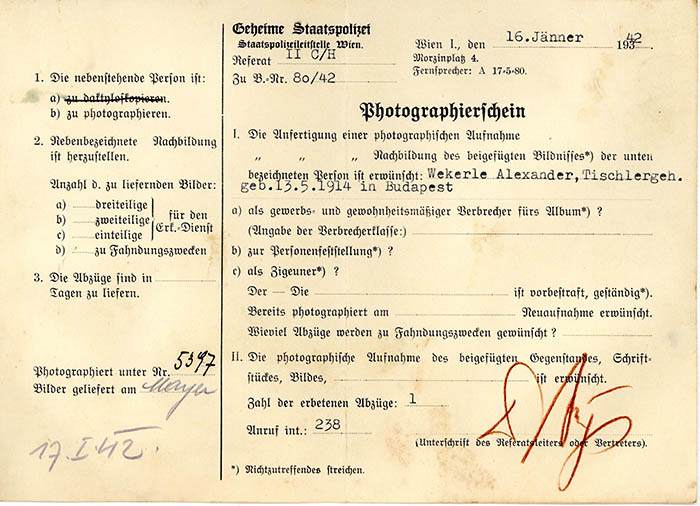 Geheime Staatspolizei
Staatspolizeileitstelle Wien.
Referat II C/H
Zu B.-Nr. 80/42
Wien I., den 16.Jänner 1942
Morzinplatz 4.
Fernsprecher: A 17-5-80.
1. Die nebenstehende Person ist:
a) zu daktyloskopieren.
b) zu photographieren.
2. Nebenbezeichnete Nachbildung
ist herzustellen.
Anzahl d. zu liefernden Bilder:
a) dreiteilige
b) zweiteilige
c) einteilige
für den
Erk.-Dienst
d) zu Fahndungszwecken
3. Die Abzüge sind in
Tagen zu liefern.
Photographiert unter Nr. 5397
Bilder geliefert am Mayer
17.I.42.
Photographierschein
I. Die Anfertigung einer photographischen Aufnahme
„ „ „ Nachbildung des beigefügten Bildnisses*) der unten
bezeichneten Person ist erwünscht: Wekerle Alexander,Tischlergeh.
geb.13.5.1914 in Budapest
a) als gewerbs- und gewohnheitsmäßiger Verbrecher fürs Album*) ?
(Angabe der Verbrecherklasse:)
b) zur Personenfeststellung*) ?
c) als Zigeuner*) ?
Der — Die ist vorbestraft, geständig*).
Bereits photographiert am Neuaufnahme erwünscht.
Wieviel Abzüge werden zu Fahndungszwecken gewünscht ?
II. Die photographische Aufnahme des beigefügten Gegenstandes, Schrift-
stückes, Bildes, ist erwünscht.
Zahl der erbetenen Abzüge: 1
Anruf int.: 238
(Unterschrift des Referatsleiters oder Vertreters).
*) Nichtzutreffendes streichen.